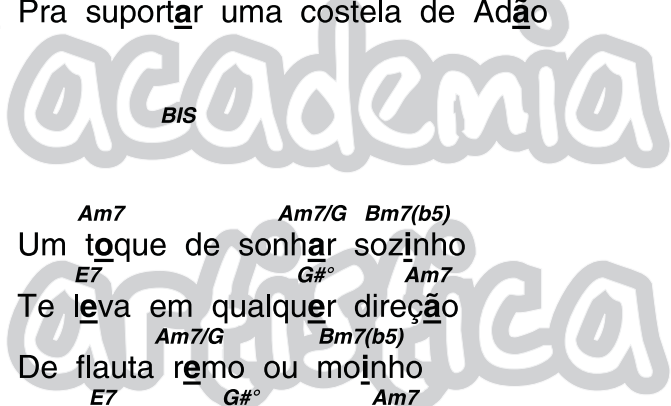 Pra suportar uma costela de Adão
academia
BIS
Am7 Am7/G Bm7(b5)
Um toque de sonhar sozinho
E7 G#° Am7
Te leva em qualquer direção
artística
Am7/G Bm7(b5)
De flauta remo ou moinho
E7 G#° Am7